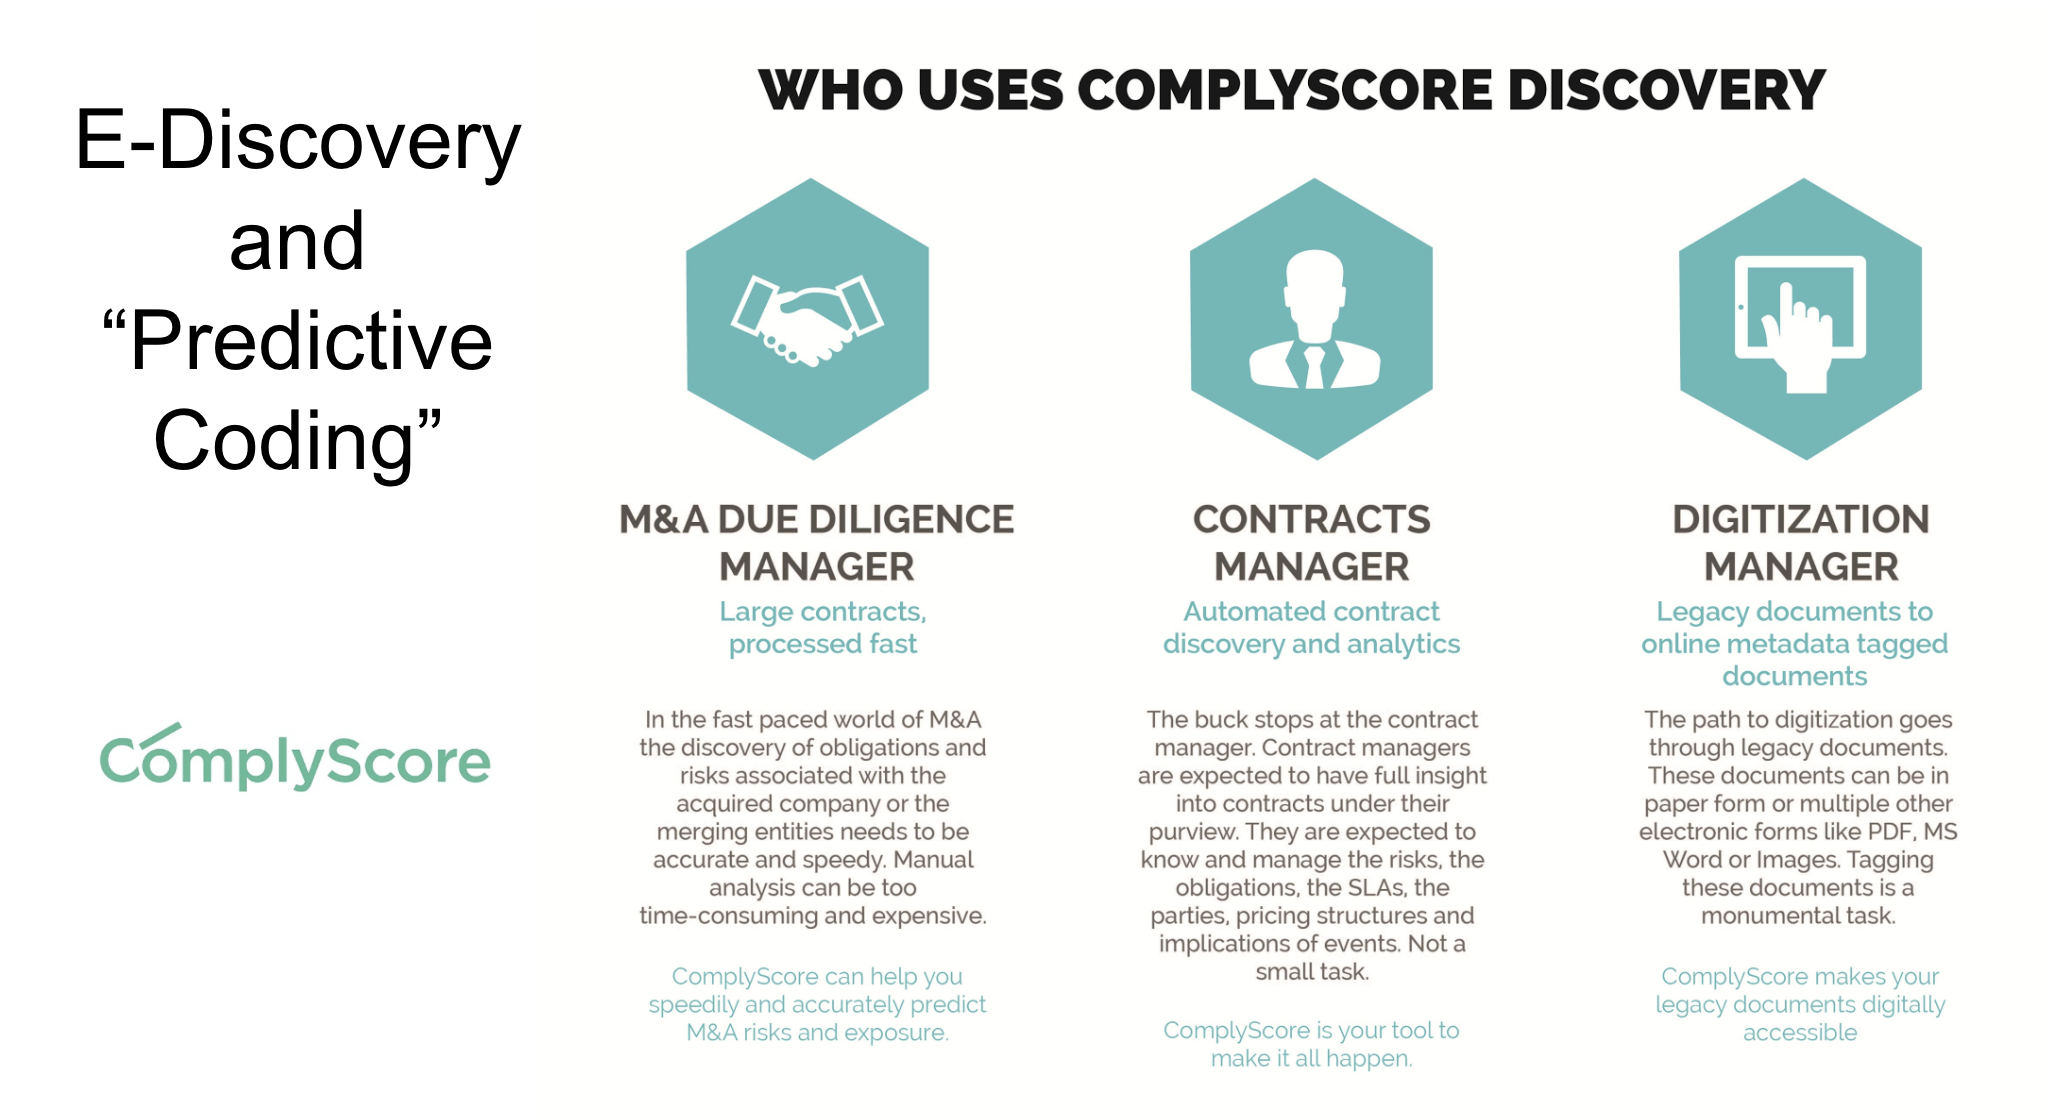 E-Discovery
and
“Predictive
Coding”
ComplyScore
WHO USES COMPLYSCORE DISCOVERY
M&A DUE DILIGENCE
MANAGER
Large contracts,
processed fast
In the fast paced world of M&A
the discovery of obligations and
risks associated with the
acquired company or the
merging entities needs to be
accurate and speedy. Manual
analysis can be too
time-consuming and expensive.
ComplyScore can help you
speedily and accurately predict
M&A risks and exposure.
CONTRACTS
MANAGER
Automated contract
discovery and analytics
The buck stops at the contract
manager. Contract managers
are expected to have full insight
into contracts under their
purview. They are expected to
know and manage the risks, the
obligations, the SLAs, the
parties, pricing structures and
implications of events. Not a
small task.
ComplyScore is your tool to
make it all happen.
DIGITIZATION
MANAGER
Legacy documents to
online metadata tagged
documents
The path to digitization goes
through legacy documents.
These documents can be in
paper form or multiple other
electronic forms like PDF, MS
Word or Images. Tagging
these documents is a
monumental task.
ComplyScore makes your
legacy documents digitally
accessible